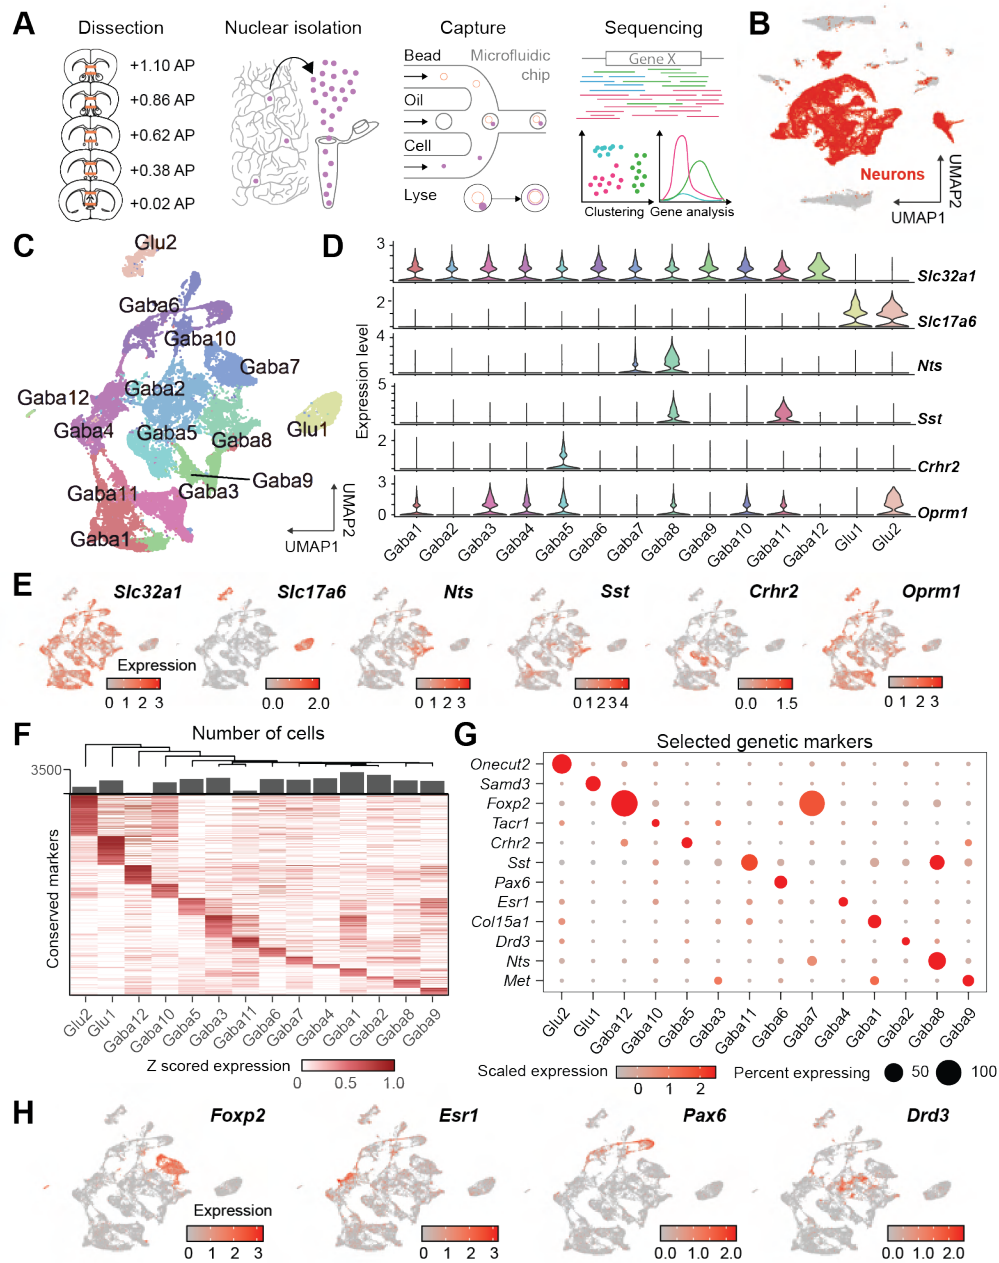 A
Dissection
Nuclear isolation
Capture
Sequencing
+1.10 AP
+0.86 AP
+0.62 AP
+0.38 AP
+0.02 AP
Bead
Microfluidic
chip
Oil
Cell
Lyse
Gene X
Clustering
Gene analysis
B
Neurons
UMAP1
UMAP2
C
Glu2
Gaba6
Gaba10
Gaba7
Gaba2
Gaba12
Gaba4
Gaba5
Gaba8
Glu1
Gaba9
Gaba3
Gaba11
Gaba1
UMAP1
UMAP2
D
Expression level
3
Slc32a1
2
Slc17a6
4
Nts
5
Sst
2
Crhr2
3
0
Oprm1
Gaba1
Gaba2
Gaba3
Gaba4
Gaba5
Gaba6
Gaba7
Gaba8
Gaba9
Gaba10
Gaba11
Gaba12
Glu1
Glu2
E
Slc32a1
Slc17a6
Nts
Sst
Crhr2
Oprm1
Expression
0 1 2 3
0.0 2.0
0 1 2 3
0 1 2 3 4
0.0 1.5
0 1 2 3
F
Number of cells
3500
Conserved markers
Glu2
Glu1
Gaba12
Gaba10
Gaba5
Gaba3
Gaba11
Gaba6
Gaba7
Gaba4
Gaba1
Gaba2
Gaba8
Gaba9
Z scored expression
0 0.5 1.0
G
Selected genetic markers
Onecut2
Samd3
Foxp2
Tacr1
Crhr2
Sst
Pax6
Esr1
Col15a1
Drd3
Nts
Met
Glu2
Glu1
Gaba12
Gaba10
Gaba5
Gaba3
Gaba11
Gaba6
Gaba7
Gaba4
Gaba1
Gaba2
Gaba8
Gaba9
Scaled expression
0 1 2
Percent expressing
50
100
H
Foxp2
Esr1
Pax6
Drd3
Expression
0 1 2 3
0 1 2 3
0.0 1.0 2.0
0.0 1.0 2.0